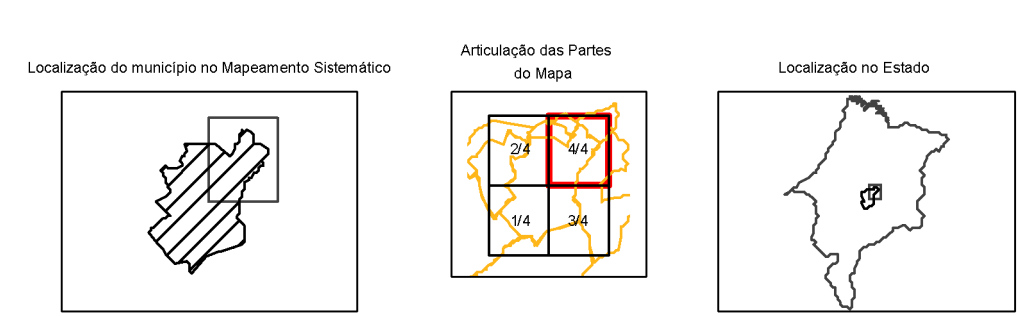 Localização do município no Mapeamento Sistemático
Articulação das Partes
do Mapa
Localização no Estado
2/4
4/4
1/4
3/4